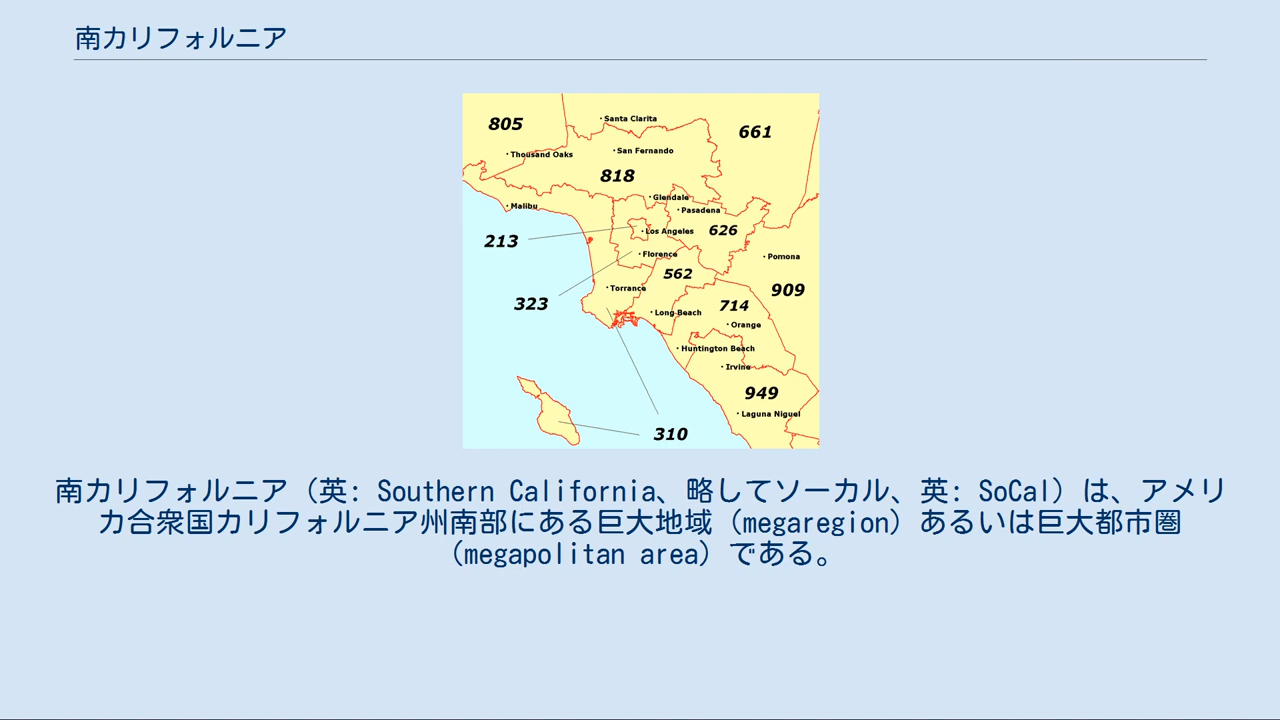 南カリフォルニア
805
Santa Clarita
661
Thousand Oaks
San Fernando
818
Glendale
Malibu
Pasadena
213
Los Angeles
626
Florence
Pomona
562
Torrance
909
323
714
Long Beach
Orange
Huntington Beach
Irvine
949
Laguna Niguel
310
南カリフォルニア（英: Southern California、略してソーカル、英: SoCal）は、アメリ
カ合衆国カリフォルニア州南部にある巨大地域（megaregion）あるいは巨大都市圏
（megapolitan area）である。